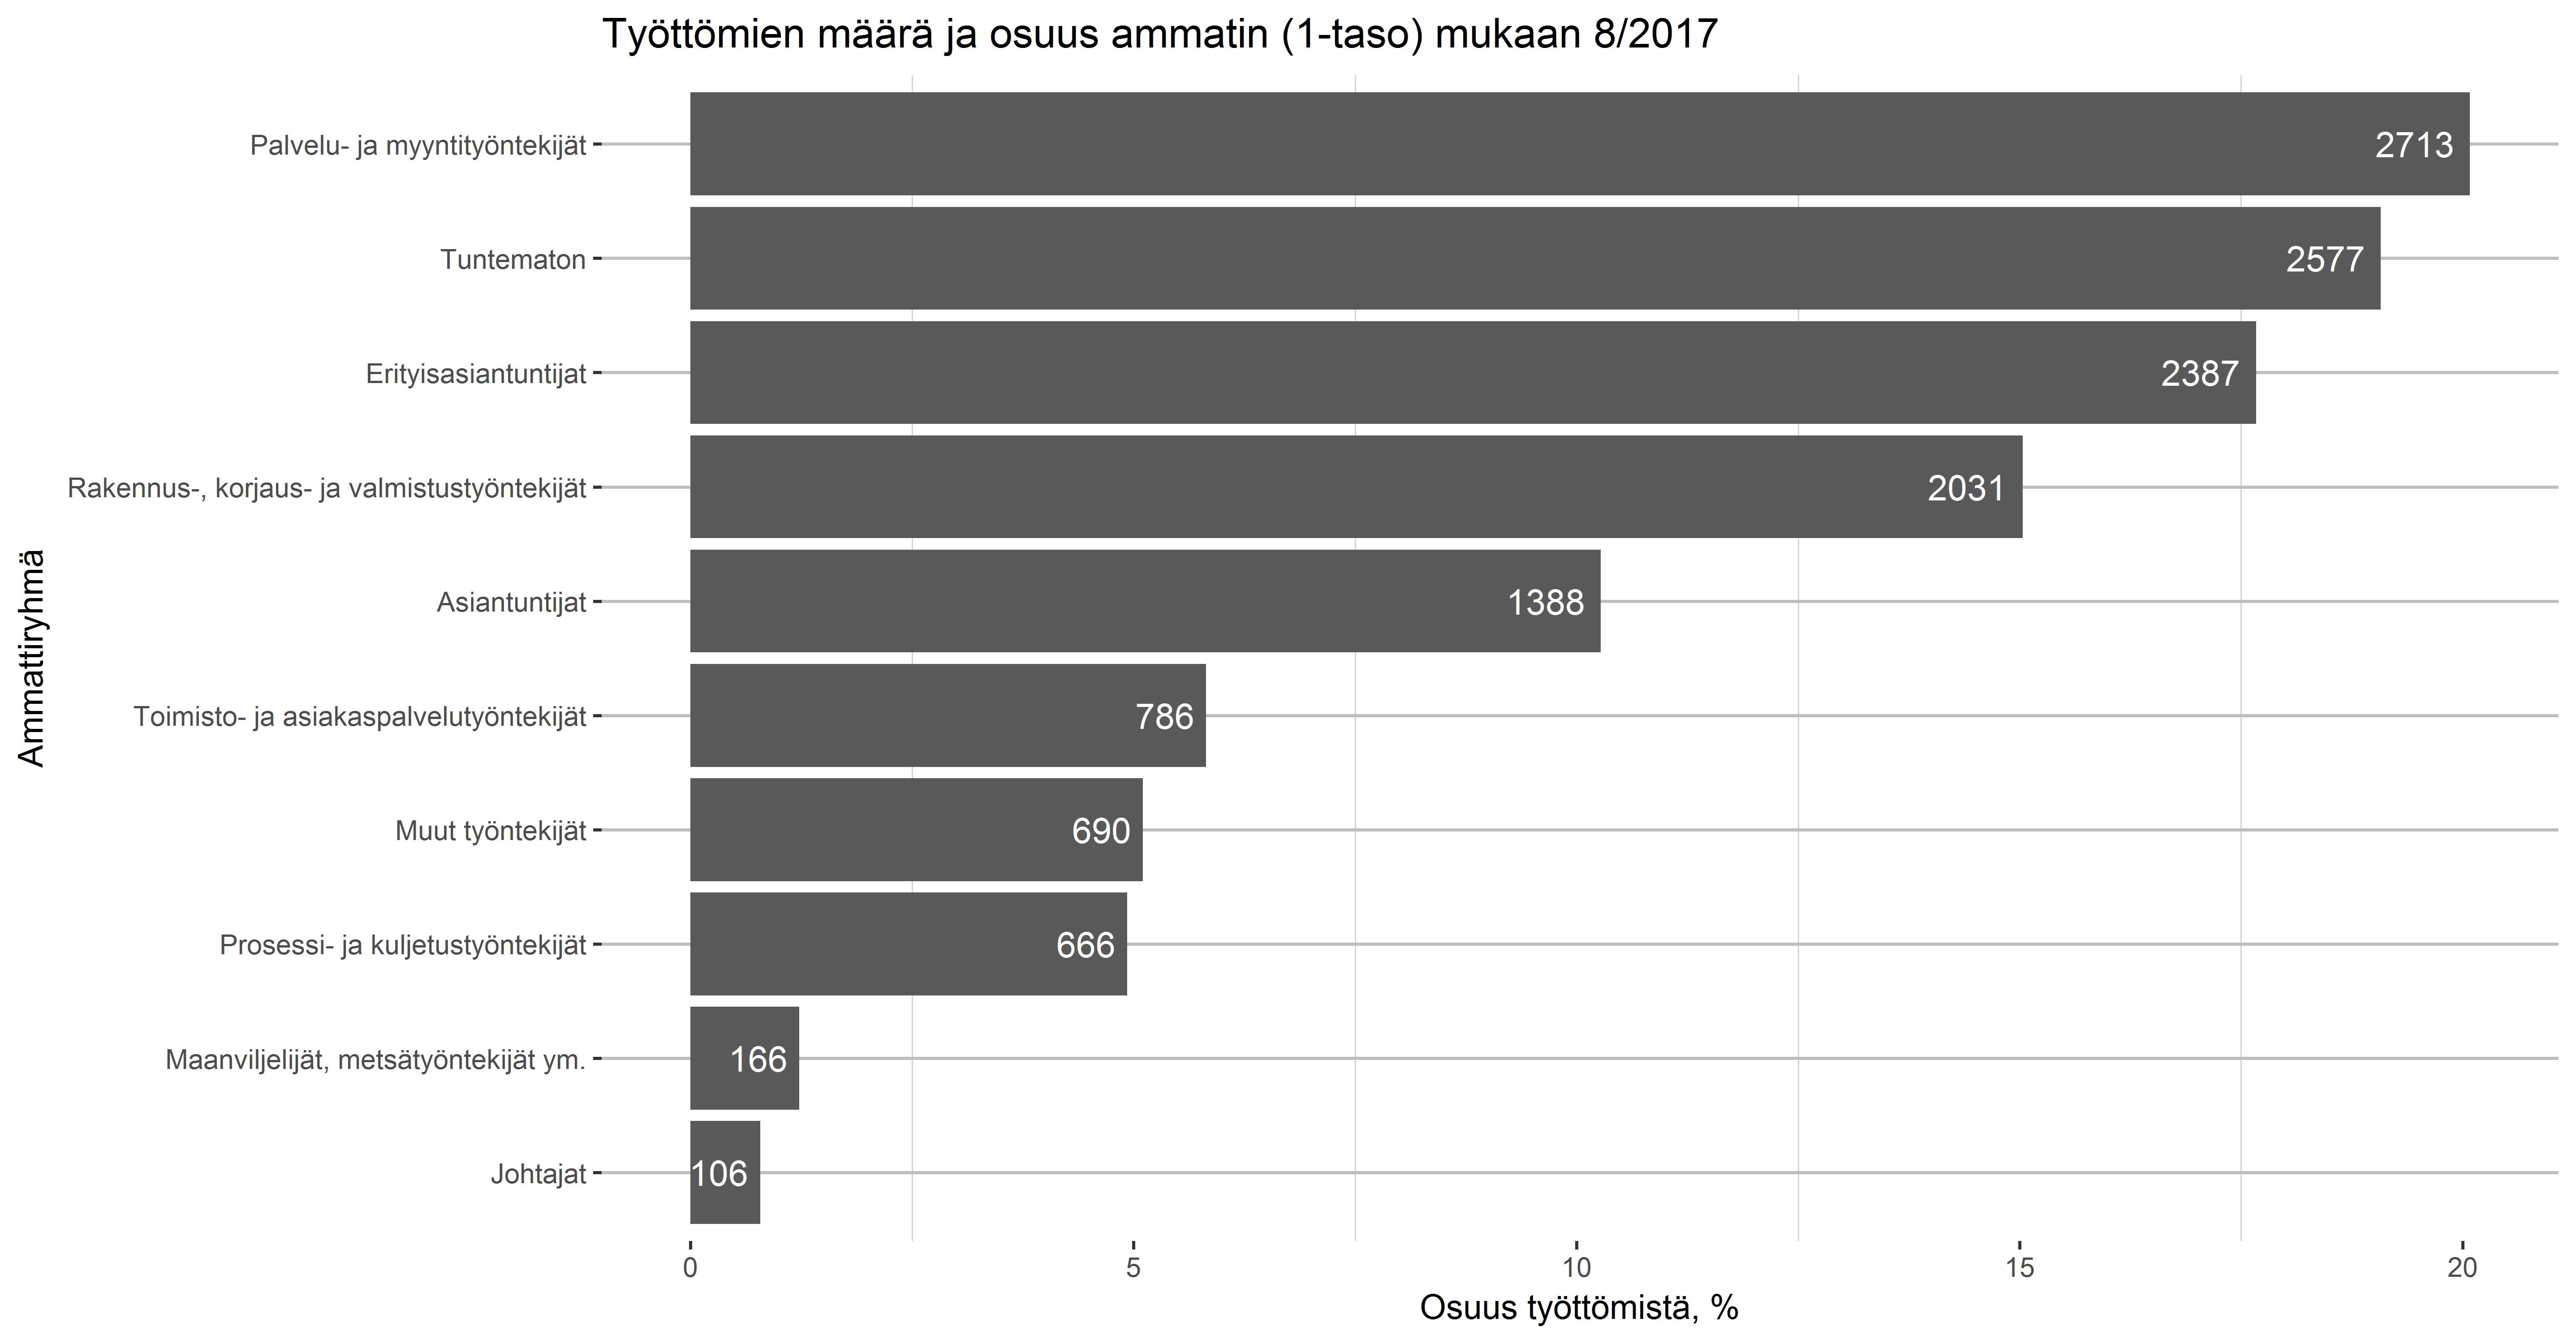 Työttömien määrä ja osuus ammatin (1-taso) mukaan 8/2017
Ammattiryhmä
Palvelu- ja myyntityöntekijät 2713
Tuntematon 2577
Erityisasiantuntijat 2387
Rakennus-, korjaus- ja valmistustyöntekijät 2031
Asiantuntijat 1388
Toimisto- ja asiakaspalvelutyöntekijät 786
Muut työntekijät 690
Prosessi- ja kuljetustyöntekijät 666
Maanviljelijät, metsätyöntekijät ym. 166
Johtajat 106
0 5 10 15 20
Osuus työttömistä, %